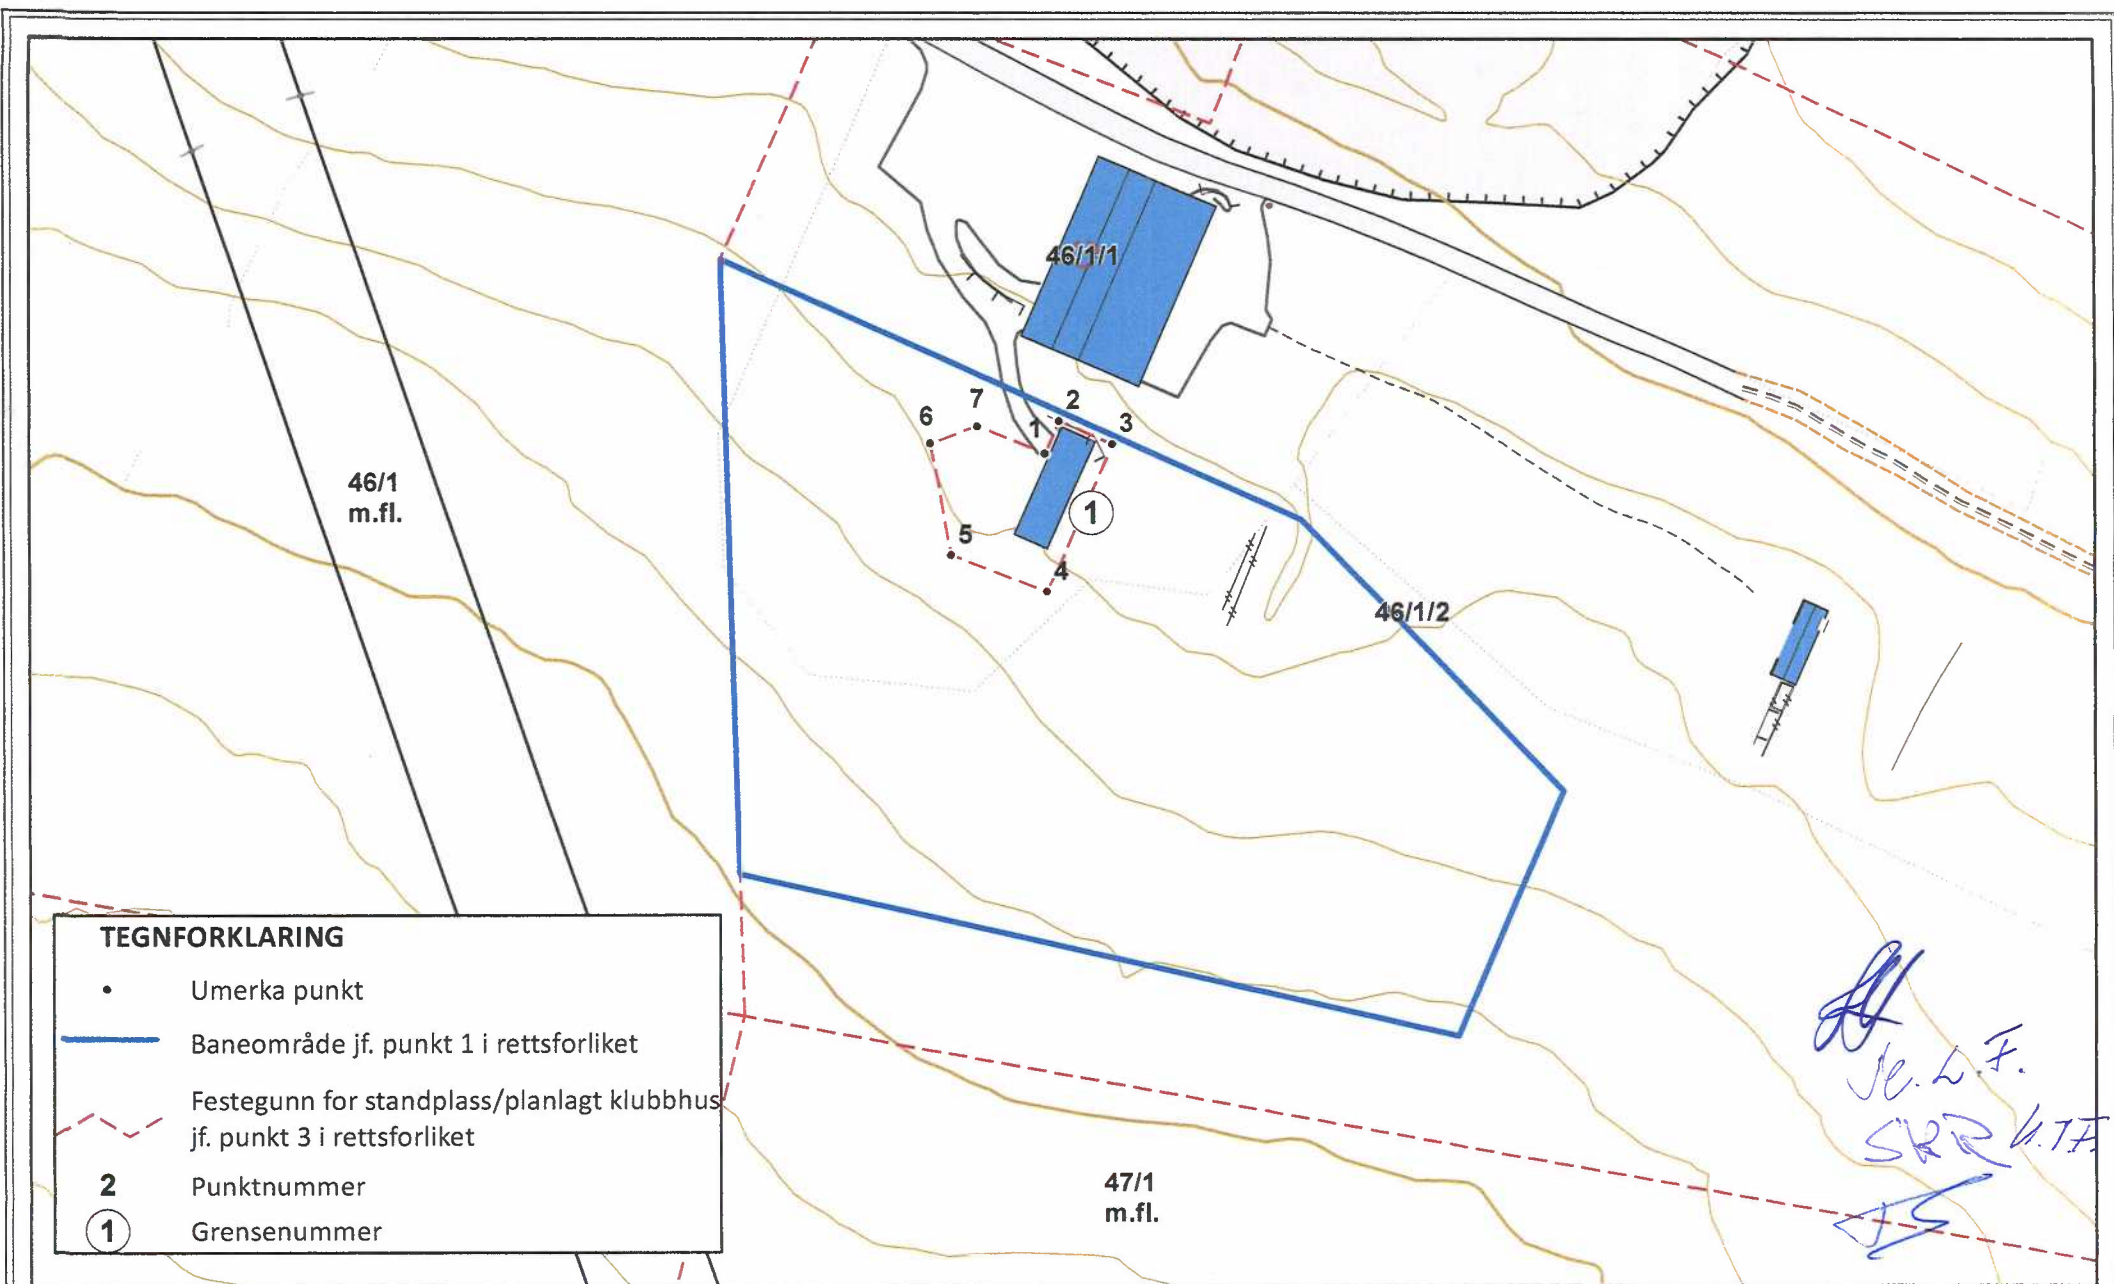 46/1/1
2
7
3
6
1
46/1
m.fl.
1
5
4
46/1/2
TEGNFORKLARING
Umerka punkt
Baneområde jf. punkt 1 i rettsforliket
Festegunn for standplass/planlagt klubbhus
jf. punkt 3 i rettsforliket
2 Punktnummer
1 Grensenummer
47/1
m.fl.
SKR